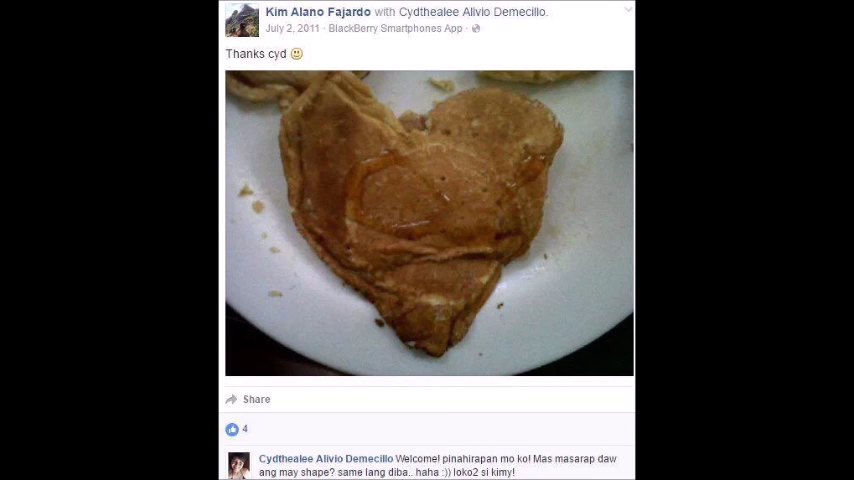 Kim Alano Fajardo with Cydthealee Alivio Demecillo.
July 2, 2011 · BlackBerry Smartphones App ·
Thanks cyd 😃
Share
4
Cydthealee Alivio Demecillo Welcome! pinahirapan mo ko! Mas masarap daw
ang may shape? same lang diba.. haha :)) loko2 si kimy!